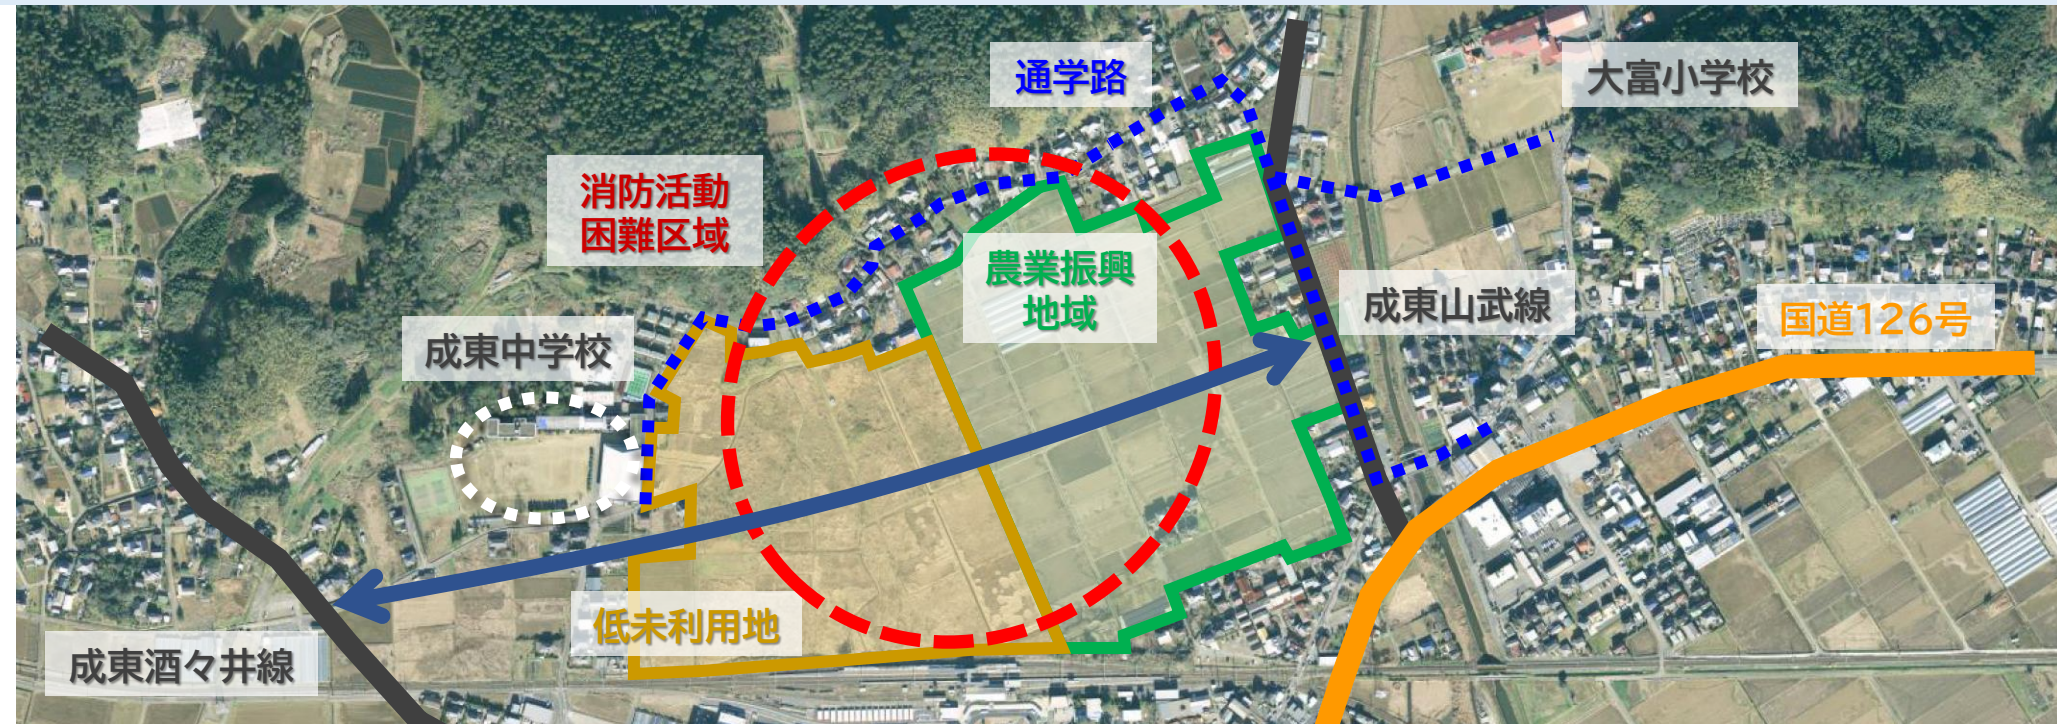 通学路
大富小学校
消防活動
困難区域
農業振興
地域
成東山武線
国道126号
成東中学校
低未利用地
成東酒々井線